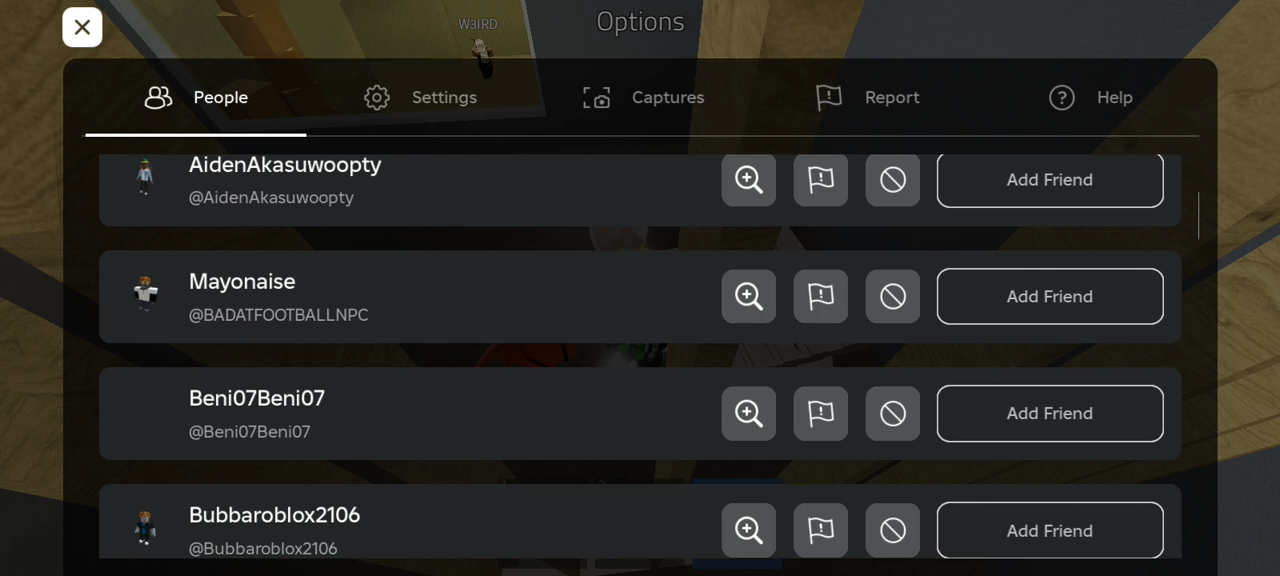 W3IRD
Options
People
Settings
Captures
Report
Help
AidenAkasuwoopty
@AidenAkasuwoopty
Add Friend
Mayonaise
@BADATFOOTBALLNPC
Add Friend
Beni07Beni07
@Beni07Beni07
Add Friend
Bubbaroblox2106
@Bubbaroblox2106
Add Friend